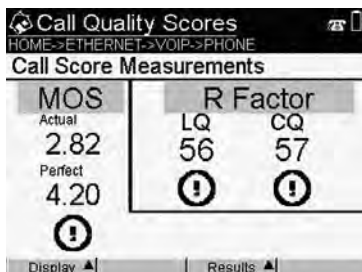 Call Quality Scores
HOME->ETHERNET->VOIP->PHONE
Call Score Measurements
MOS
Actual
2.82
Perfect
4.20
R Factor
LQ CQ
56 57
Display Results